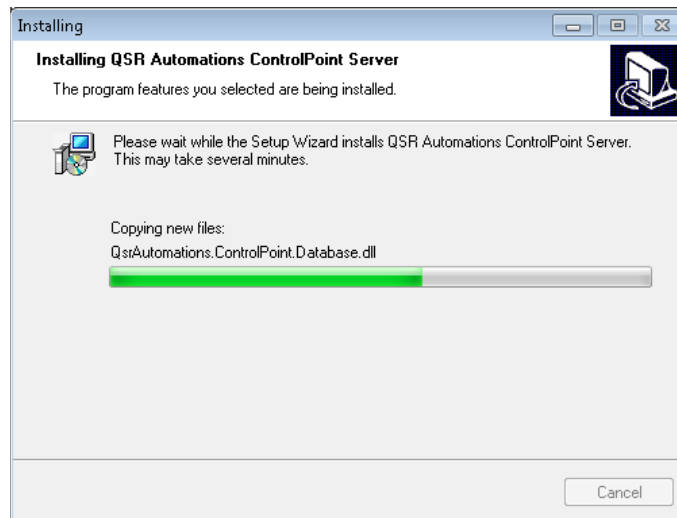 Installing
Installing QSR Automations ControlPoint Server
The program features you selected are being installed.
Please wait while the Setup Wizard installs QSR Automations ControlPoint Server.
This may take several minutes.
Copying new files:
QsrAutomations.ControlPoint.Database.dll
Cancel